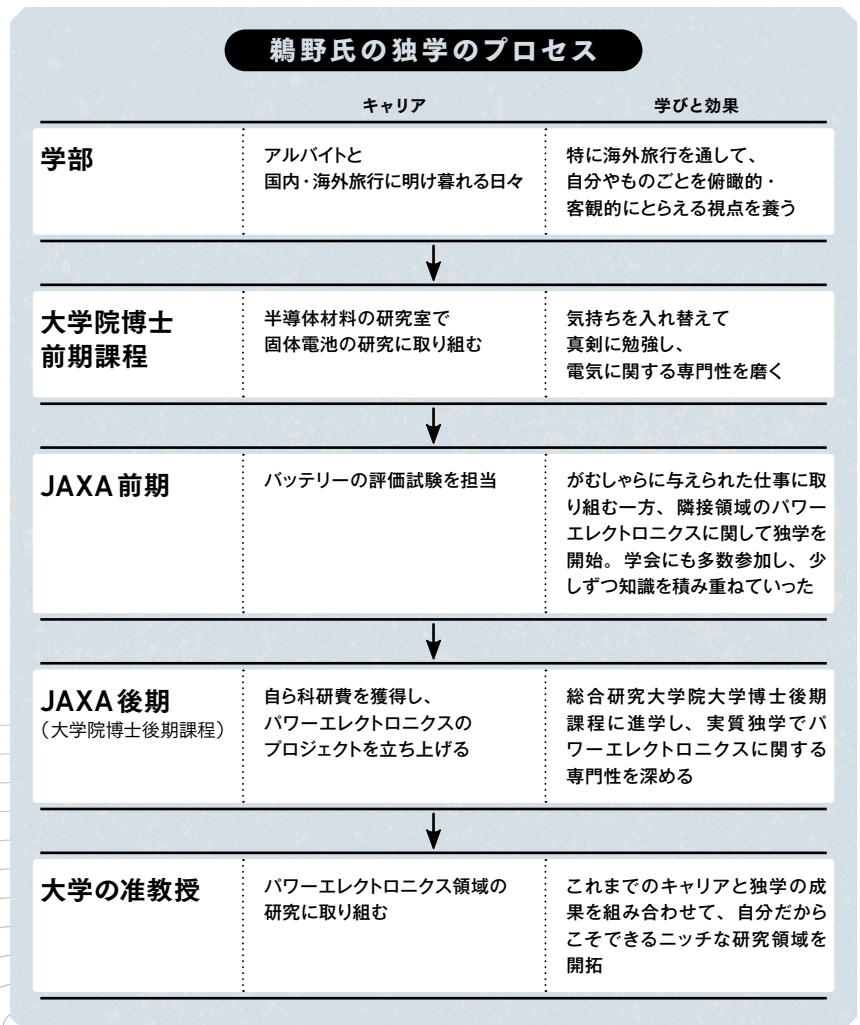 鵜野氏の独学のプロセス
キャリア
学びと効果
学部
アルバイトと
国内・海外旅行に明け暮れる日々
特に海外旅行を通して、
自分やものごとを俯瞰的・
客観的にとらえる視点を養う
大学院博士
前期課程
半導体材料の研究室で
固体電池の研究に取り組む
気持ちを入れ替えて
真剣に勉強し、
電気に関する専門性を磨く
JAXA前期
バッテリーの評価試験を担当
がむしゃらに与えられた仕事に取
り組む一方、隣接領域のパワー
エレクトロニクスに関して独学を
開始。学会にも多数参加し、少
しずつ知識を積み重ねていった
JAXA後期
（大学院博士後期課程）
自ら科研費を獲得し、
パワーエレクトロニクスの
プロジェクトを立ち上げる
総合研究大学院大学博士後期
課程に進学し、実質独学でパ
ワーエレクトロニクスに関する
専門性を深める
大学の准教授
パワーエレクトロニクス領域の
研究に取り組む
これまでのキャリアと独学の成
果を組み合わせて、自分だから
こそできるニッチな研究領域を
開拓